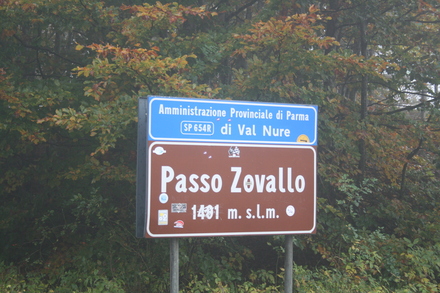 Amministrazione Provinciale di Parma
SP 654R di Val Nure
Passo Zovallo
1401 m. s.l.m.